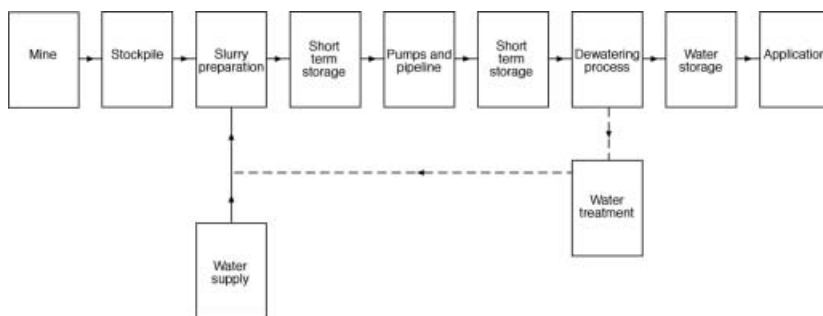 Mine
Stockpile
Slurry
preparation
Short
term
storage
Pumps and
pipeline
Short
term
storage
Dewatering
process
Water
storage
Application
Water
treatment
Water
supply